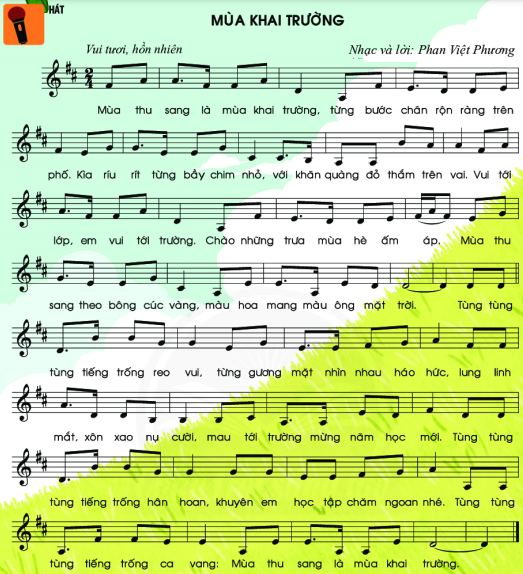 HÁT
MÙA KHAI TRƯỜNG
Vui tươi, hồn nhiên
Nhạc và lời: Phan Việt Phương
2
4
Mùa thu sang là mùa khai trường, từng bước chân rộn ràng trên
phố. Kìa ríu rít từng bầy chim nhỏ, với khăn quàng đỏ thắm trên vai. Vui tới
lớp, em vui tới trường. Chào những trưa mùa hè ấm áp. Mùa thu
sang theo bông cúc vàng, màu hoa mang màu ông mặt trời. Tùng tùng
tùng tiếng trống reo vui, từng gương mặt nhìn nhau háo hức, lung linh
mắt, xôn xao nụ cười, mau tới trường mừng năm học mới. Tùng tùng
tùng tiếng trống hân hoan, khuyên em học tập chăm ngoan nhé. Tùng tùng
tùng tiếng trống ca vang: Mùa thu sang là mùa khai trường.